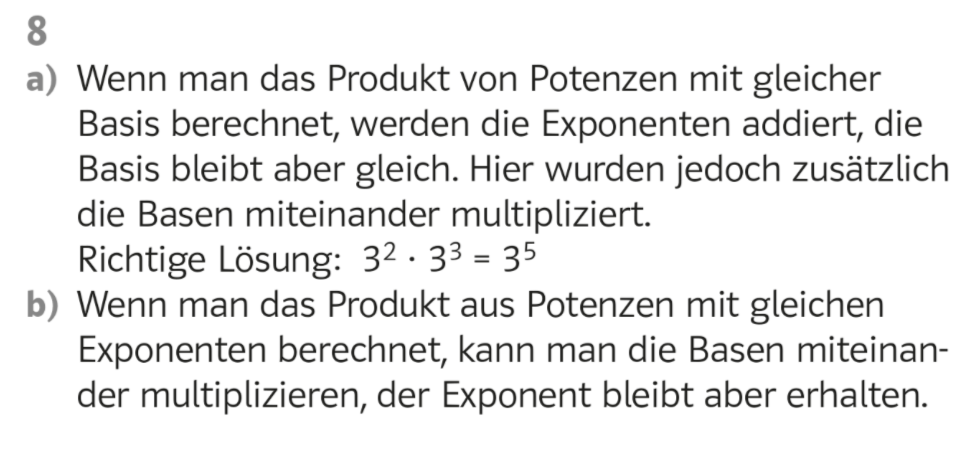 8
a) Wenn man das Produkt von Potenzen mit gleicher
Basis berechnet, werden die Exponenten addiert, die
Basis bleibt aber gleich. Hier wurden jedoch zusätzlich
die Basen miteinander multipliziert.
Richtige Lösung: 3² · 3³ = 3⁵
b) Wenn man das Produkt aus Potenzen mit gleichen
Exponenten berechnet, kann man die Basen miteinan-
der multiplizieren, der Exponent bleibt aber erhalten.